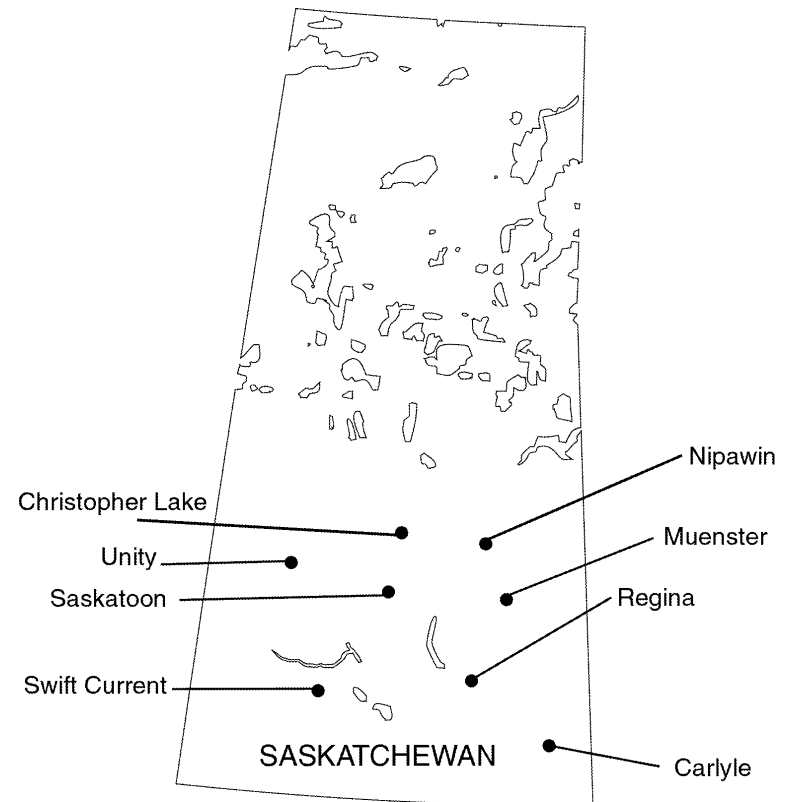 Nipawin
Christopher Lake
Muenster
Unity
Saskatoon
Regina
Swift Current
SASKATCHEWAN
Carlyle